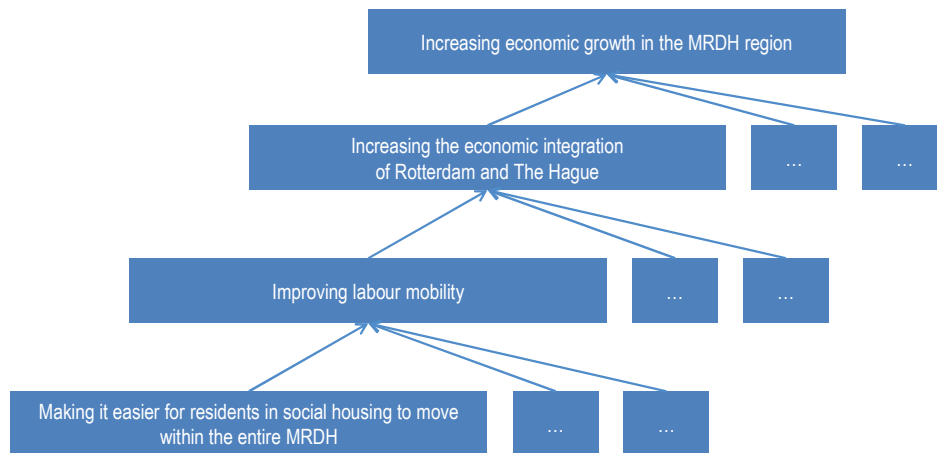 Increasing economic growth in the MRDH region
Increasing the economic integration
of Rotterdam and The Hague
...
...
Improving labour mobility
...
...
Making it easier for residents in social housing to move
within the entire MRDH
...
...